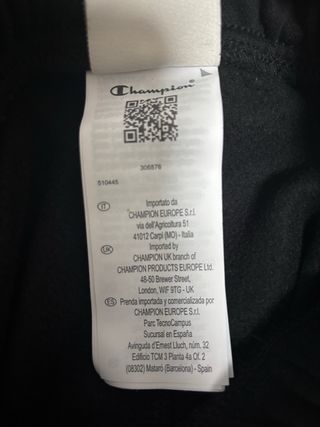 Champion
306876
510445
IT Importato da
CHAMPION EUROPE S.r.l.
via dell'Agricoltura 51
41012 Carpi (MO) - Italy
UK Imported by
CHAMPION UK branch of
CHAMPION PRODUCTS EUROPE Ltd.
48-50 Brewer Street,
London, WIF 9TG - UK
ES Prenda importada y comercializada por
CHAMPION EUROPE S.r.l.
Parc TecnoCampus
Sucursal en España
Avinguda d'Ernest Lluch, núm. 32
Edificio TCM 3 Planta 4a Of. 2
(08302) Mataró (Barcelona) - Spain